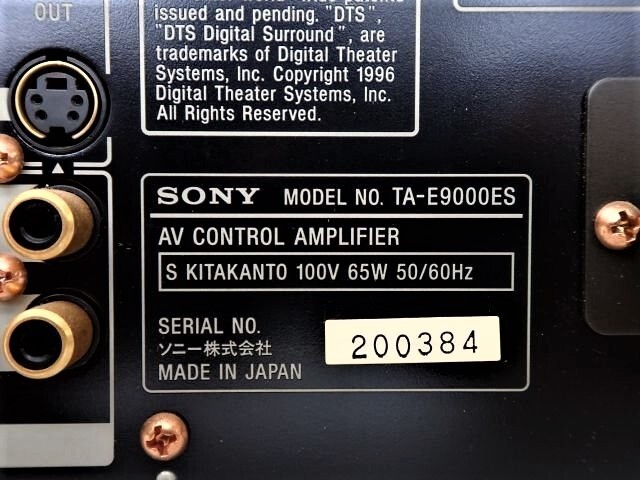 OUT
issued and pending. "DTS",
"DTS Digital Surround", are
trademarks of Digital Theater
Systems, Inc. Copyright 1996
Digital Theater Systems, Inc.
All Rights Reserved.
SONY MODEL NO. TA-E9000ES
AV CONTROL AMPLIFIER
S KITAKANTO 100V 65W 50/60Hz
SERIAL NO. 200384
ソニー株式会社
MADE IN JAPAN